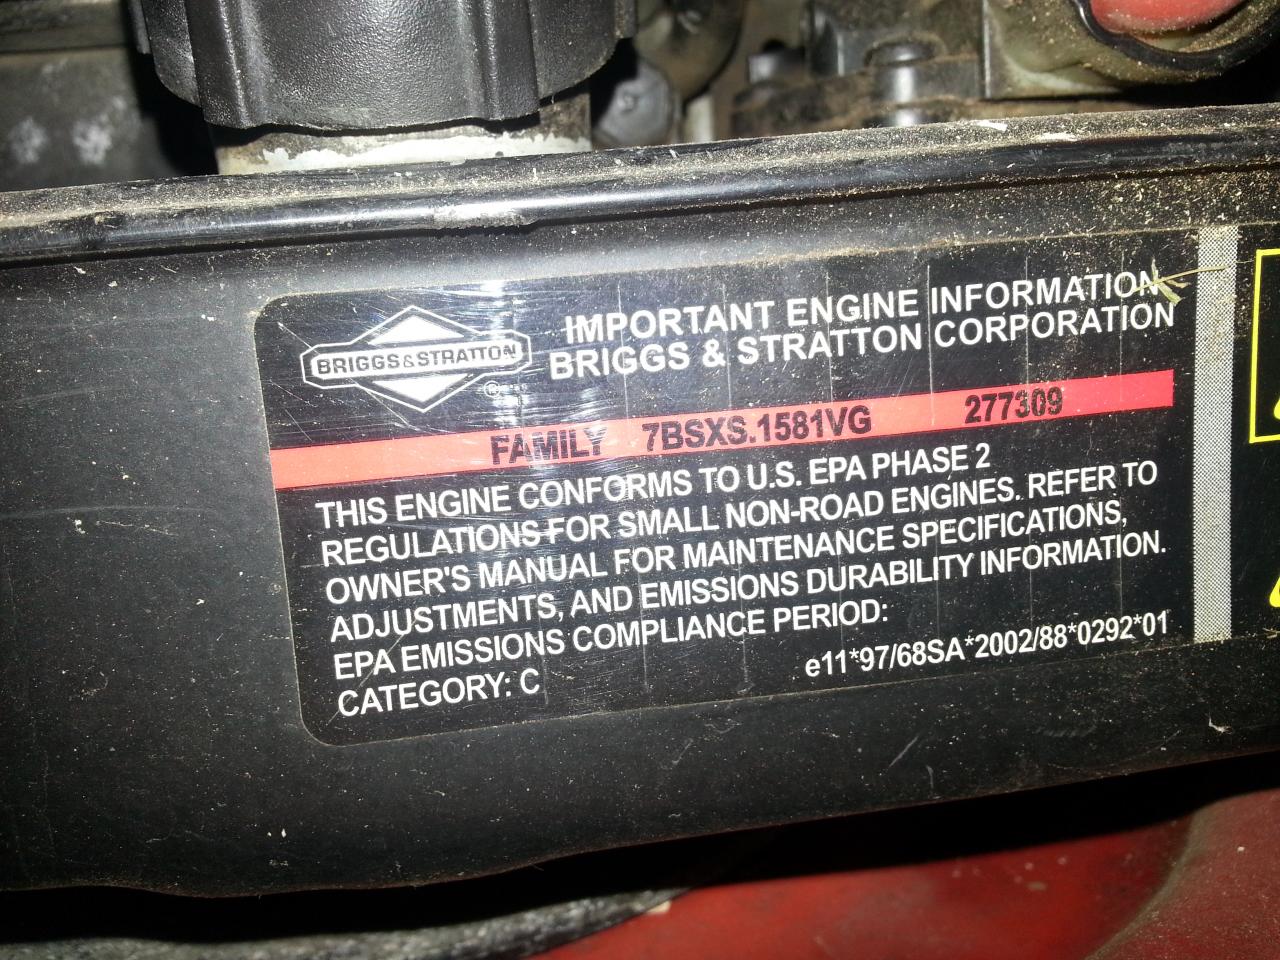 BRIGGS&STRATTON
®
IMPORTANT ENGINE INFORMATION
BRIGGS & STRATTON CORPORATION
FAMILY 7BSXS.1581VG 277309
THIS ENGINE CONFORMS TO U.S. EPA PHASE 2
REGULATIONS FOR SMALL NON-ROAD ENGINES. REFER TO
OWNER'S MANUAL FOR MAINTENANCE SPECIFICATIONS,
ADJUSTMENTS, AND EMISSIONS DURABILITY INFORMATION.
EPA EMISSIONS COMPLIANCE PERIOD:
CATEGORY: C e11*97/68SA*2002/88*0292*01